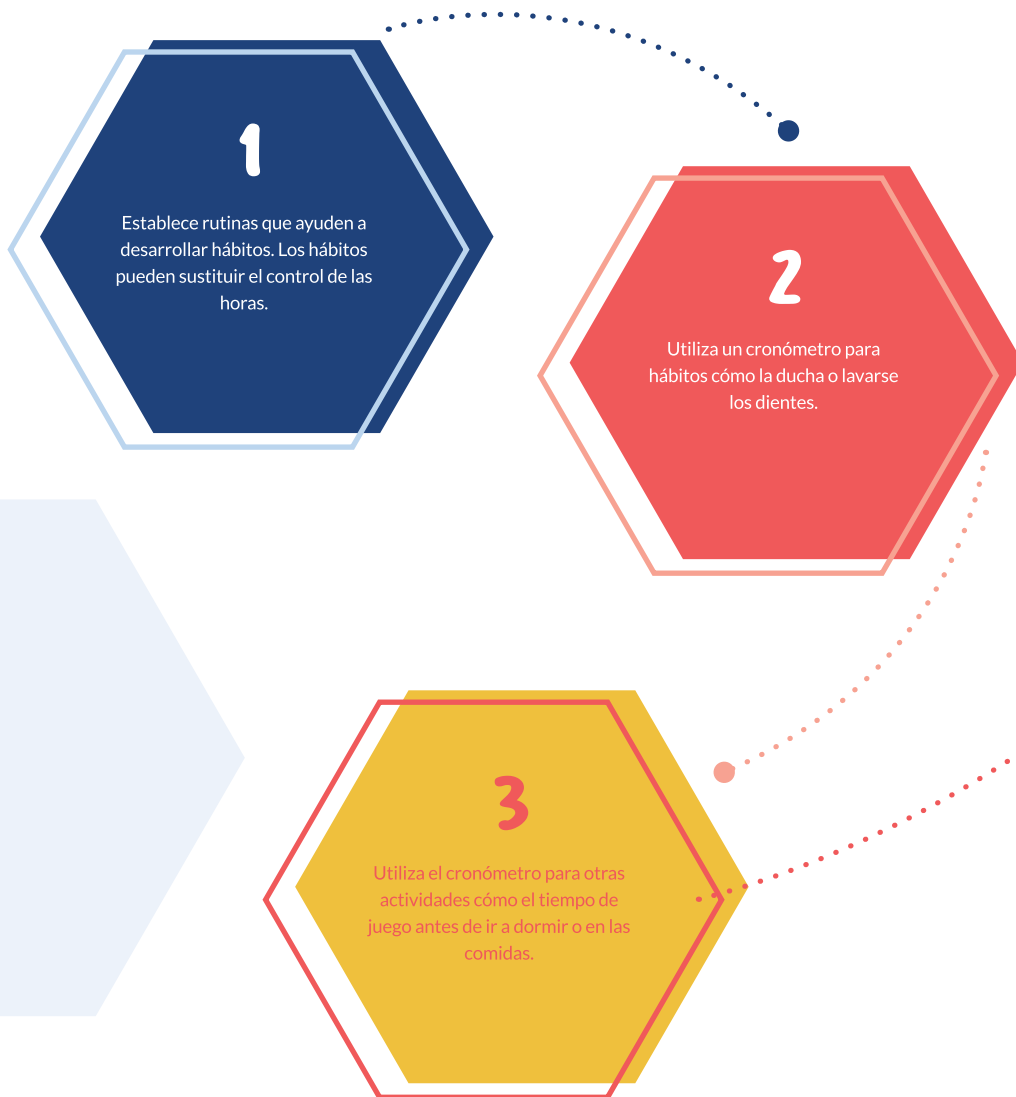 1
Establece rutinas que ayuden a
desarrollar hábitos. Los hábitos
pueden sustituir el control de las
horas.
2
Utiliza un cronómetro para
hábitos cómo la ducha o lavarse
los dientes.
3
Utiliza el cronómetro para otras
actividades cómo el tiempo de
juego antes de ir a dormir o en las
comidas.